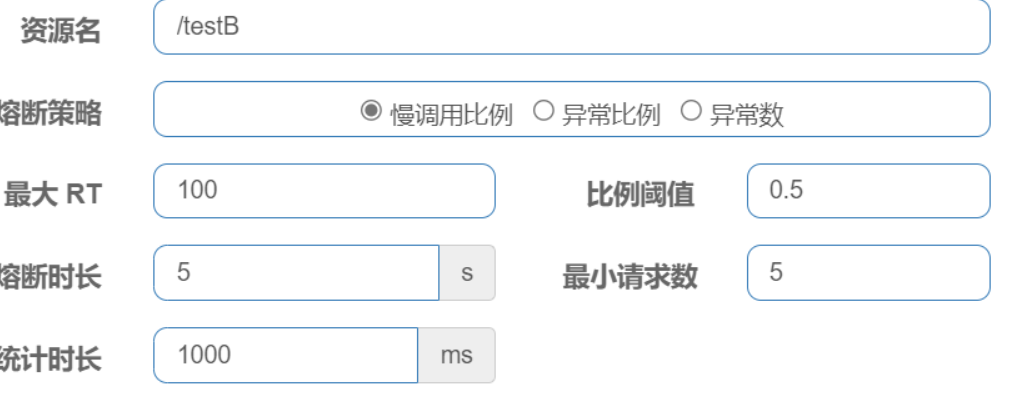 资源名 /testB
熔断策略 慢调用比例 异常比例 异常数
最大 RT 100 比例阈值 0.5
熔断时长 5 s 最小请求数 5
统计时长 1000 ms